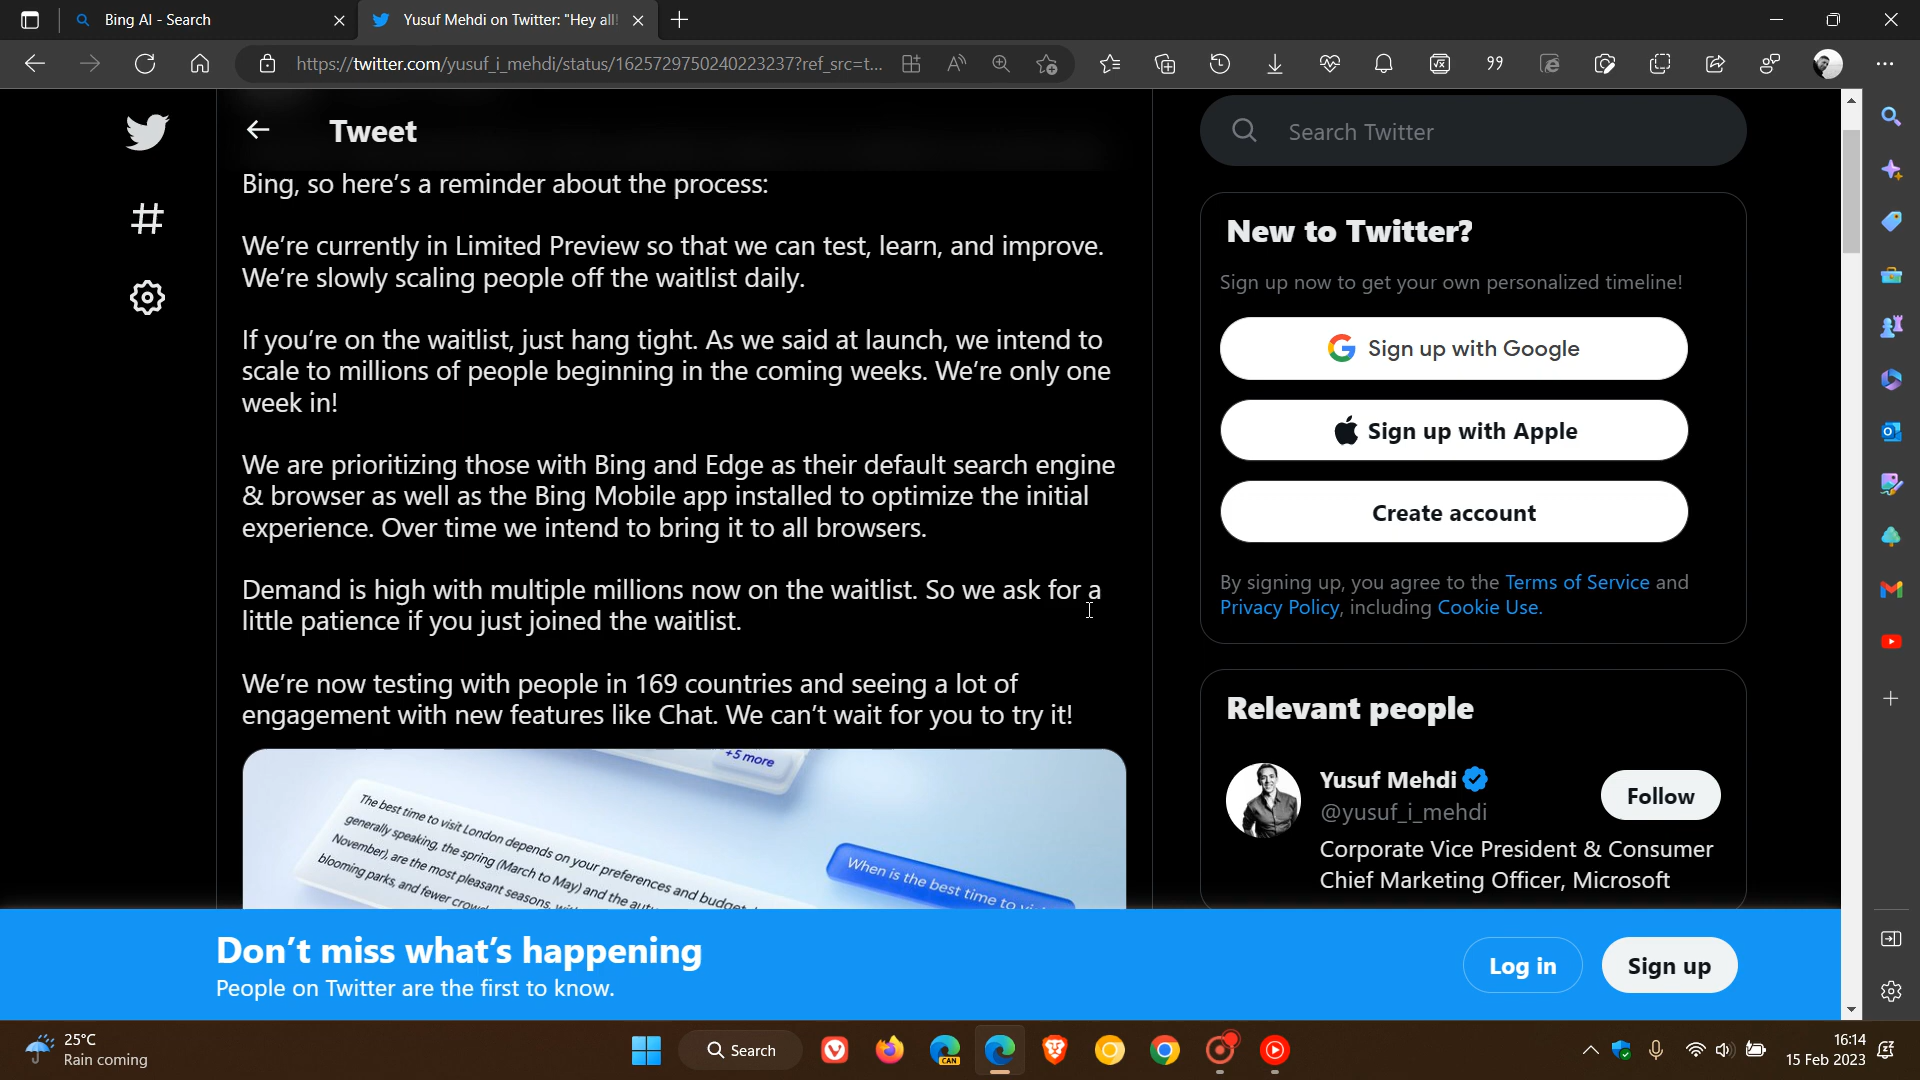 Bing AI - Search
Yusuf Mehdi on Twitter: "Hey all!
https://twitter.com/yusuf_i_mehdi/status/1625729750240223237?ref_src=t...
Tweet
Bing, so here's a reminder about the process:
We're currently in Limited Preview so that we can test, learn, and improve.
We're slowly scaling people off the waitlist daily.
If you're on the waitlist, just hang tight. As we said at launch, we intend to
scale to millions of people beginning in the coming weeks. We're only one
week in!
We are prioritizing those with Bing and Edge as their default search engine
& browser as well as the Bing Mobile app installed to optimize the initial
experience. Over time we intend to bring it to all browsers.
Demand is high with multiple millions now on the waitlist. So we ask for a
little patience if you just joined the waitlist.
We're now testing with people in 169 countries and seeing a lot of
engagement with new features like Chat. We can't wait for you to try it!
+5 more
The best time to visit London depends on your preferences and budget,
generally speaking, the spring (March to May) and the
November), are the most pleasant seasons,
blooming parks, and fewer
When is the best time to
Search Twitter
New to Twitter?
Sign up now to get your own personalized timeline!
Sign up with Google
Sign up with Apple
Create account
By signing up, you agree to the Terms of Service and
Privacy Policy, including Cookie Use.
Relevant people
Yusuf Mehdi
@yusuf_i_mehdi
Follow
Corporate Vice President & Consumer
Chief Marketing Officer, Microsoft
Don't miss what's happening
People on Twitter are the first to know.
Log in
Sign up
25°C
Rain coming
Search
CAN
16:14
15 Feb 2023